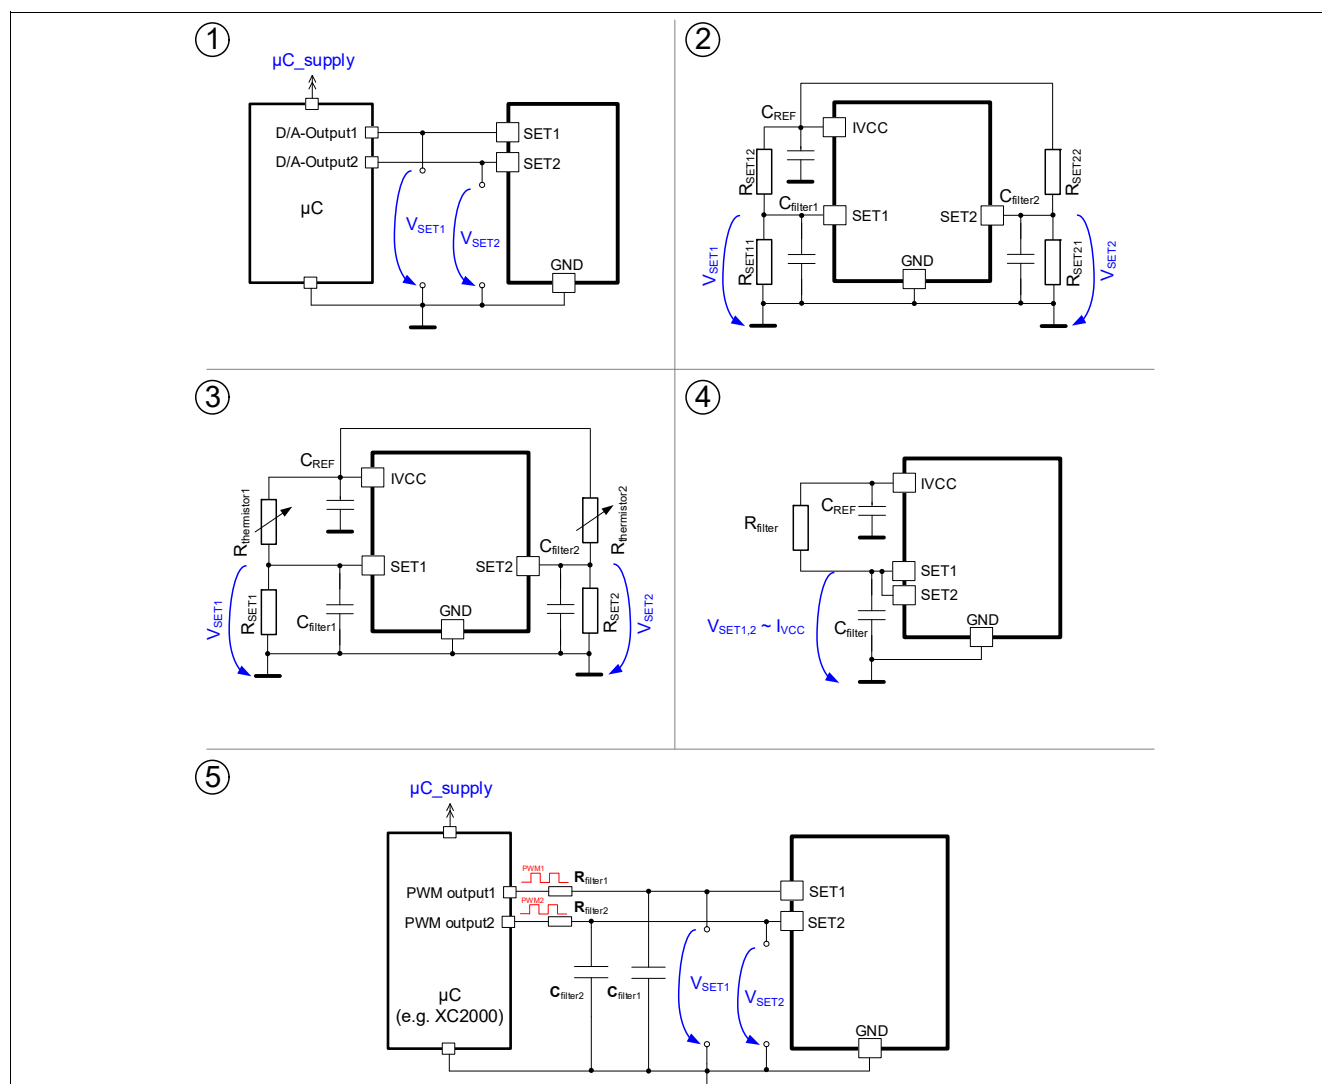 1
µC_supply
D/A-Output1
D/A-Output2
µC
SET1
SET2
GND
VSET1
VSET2
2
CREF
IVCC
RSET12
RSET22
Cfilter1
SET1
SET2
Cfilter2
RSET11
RSET21
VSET1
VSET2
GND
3
CREF
IVCC
Rthermistor1
Rthermistor2
SET1
SET2
Cfilter2
VSET1
RSET1
Cfilter1
GND
RSET2
VSET2
4
IVCC
CREF
Rfilter
SET1
SET2
VSET1,2 ~ IVCC
Cfilter
GND
5
µC_supply
PWM output1
PWM1
Rfilter1
PWM output2
PWM2
Rfilter2
SET1
SET2
µC
(e.g. XC2000)
Cfilter2
Cfilter1
VSET1
VSET2
GND